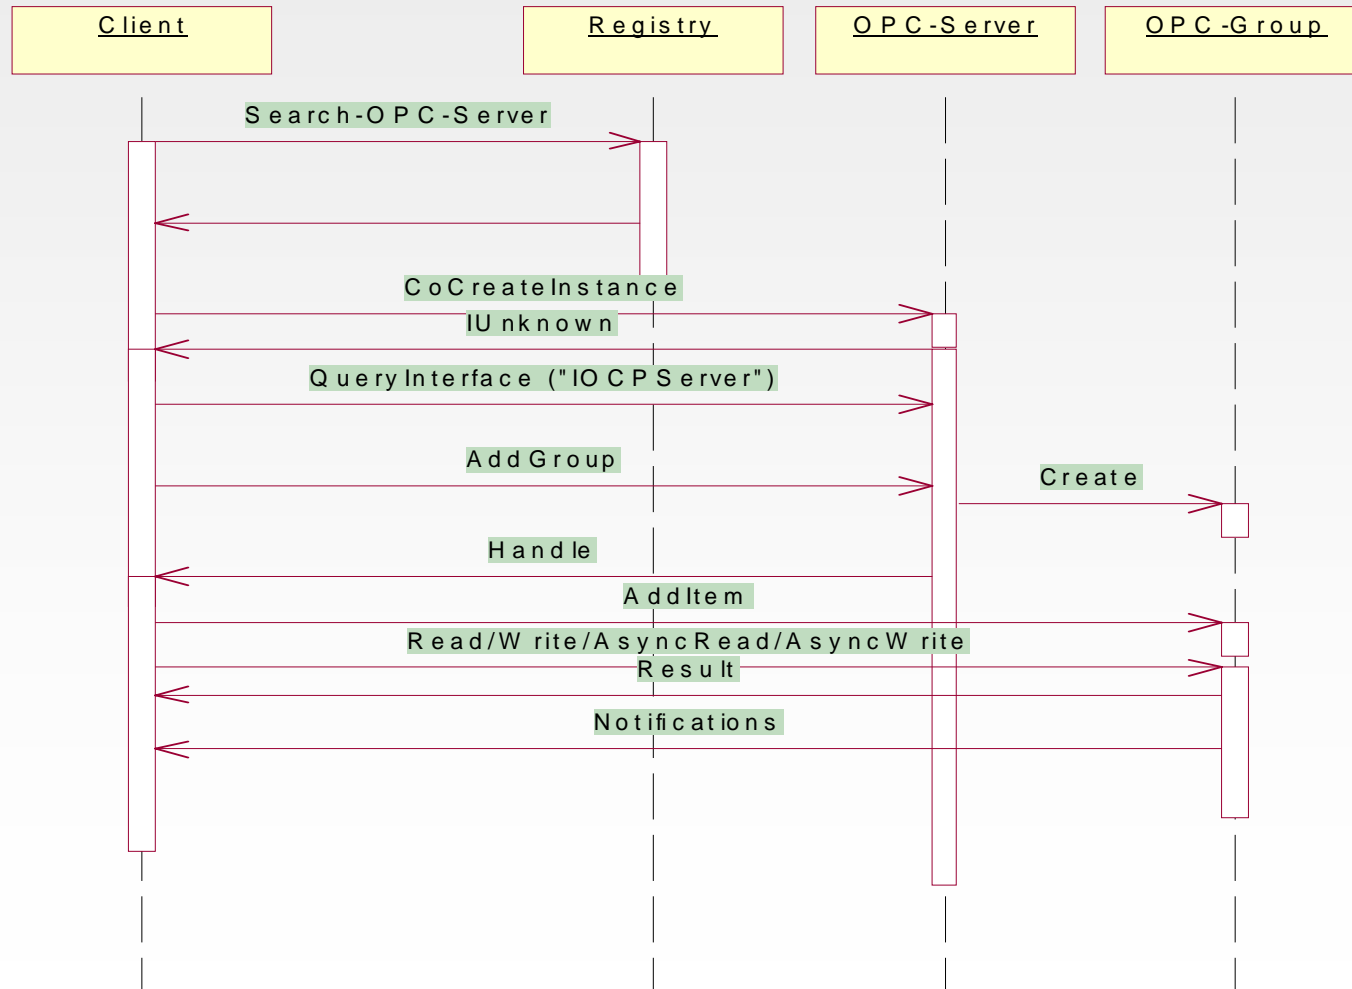 Client
Registry
OPC-Server
OPC-Group
Search-OPC-Server
CoCreateInstance
IUnknown
QueryInterface ("IOCPServer")
AddGroup
Create
Handle
AddItem
Read/Write/AsyncRead/AsyncWrite
Result
Notifications